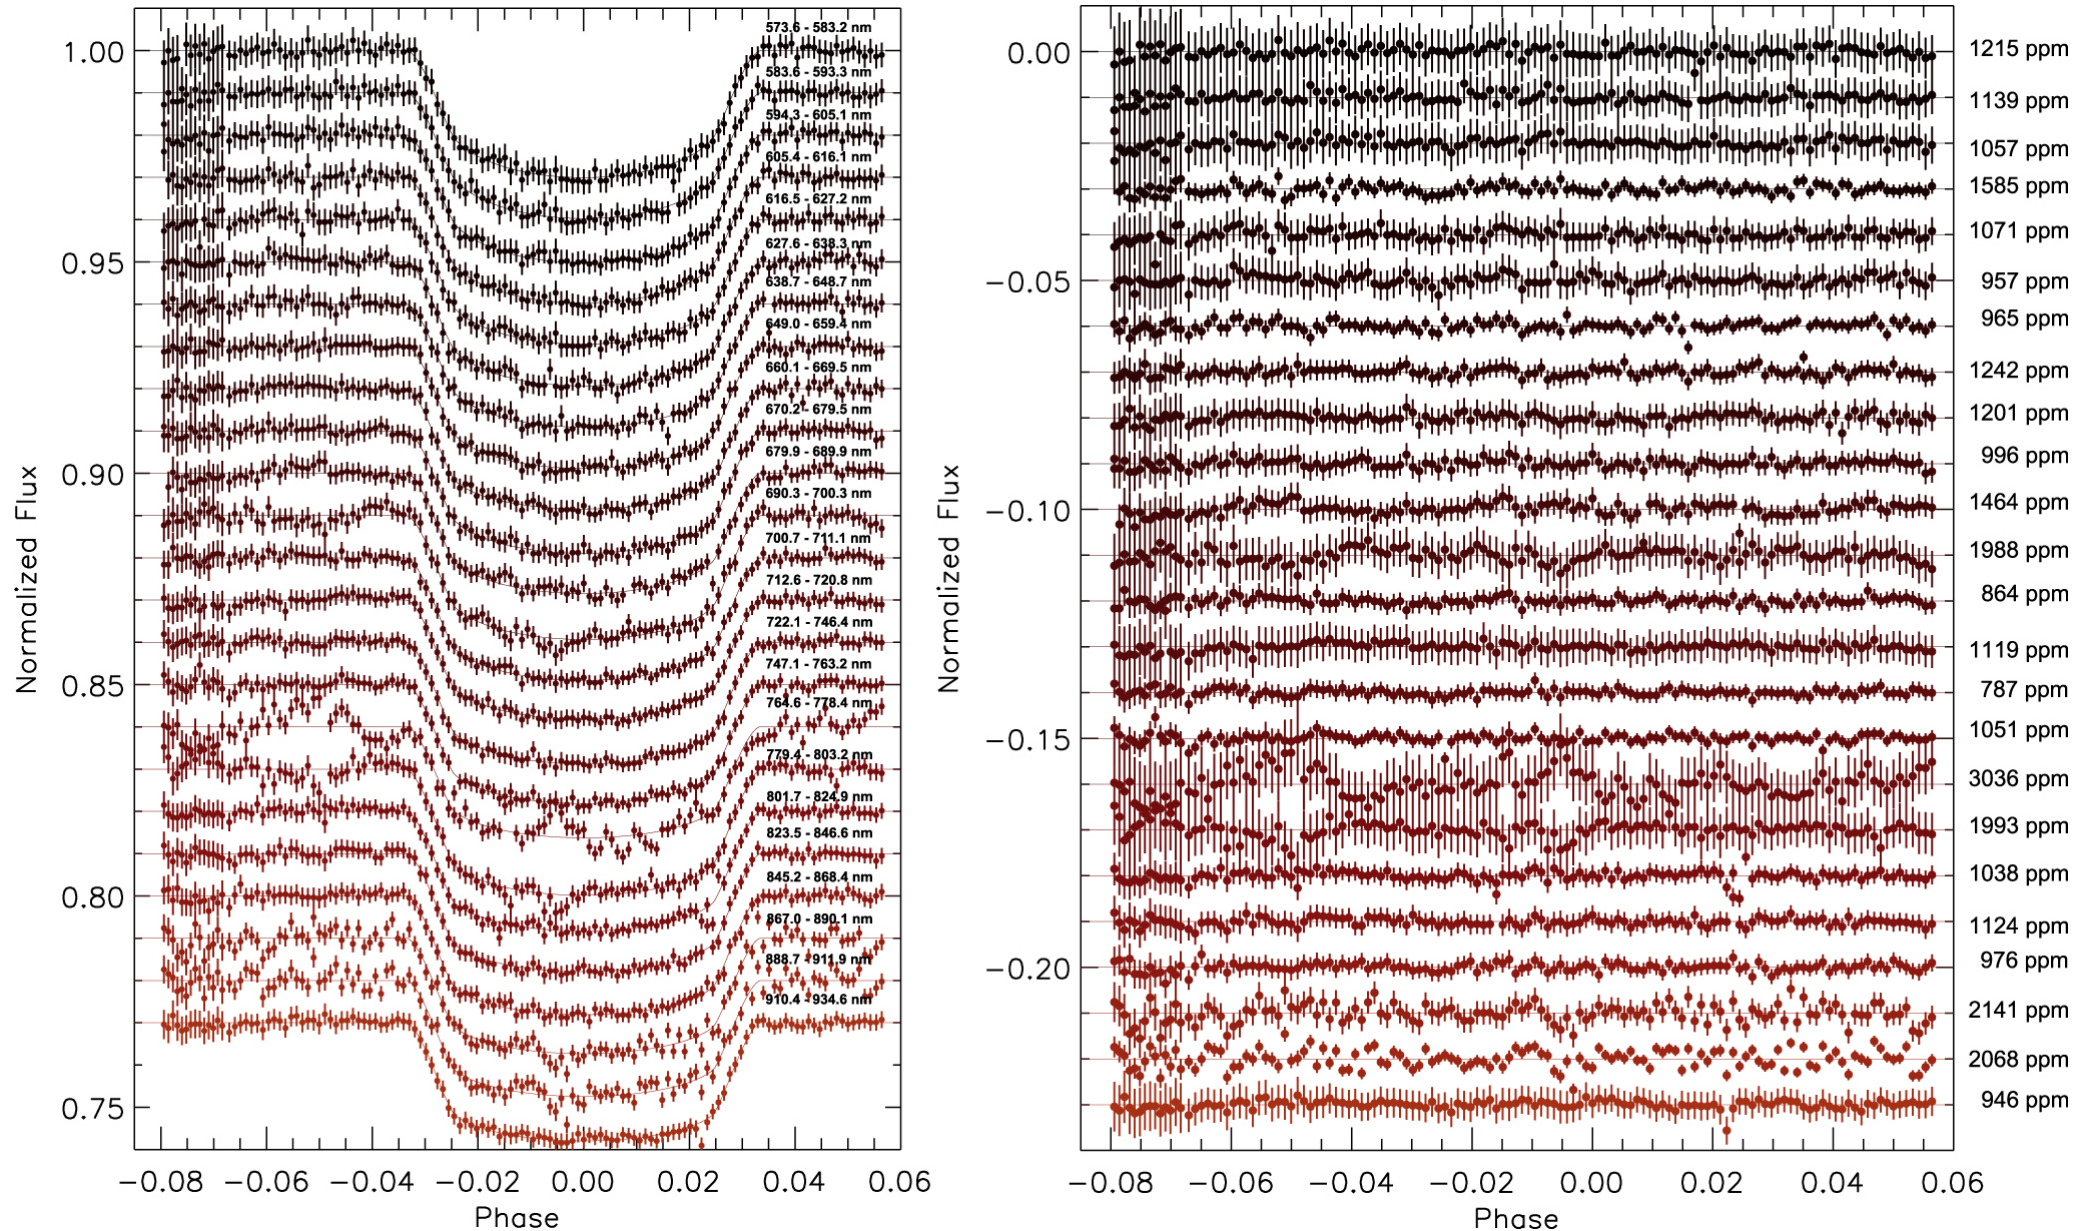 573.6 - 583.2 nm
583.6 - 593.3 nm
594.3 - 605.1 nm
605.4 - 616.1 nm
616.5 - 627.2 nm
627.6 - 638.3 nm
638.7 - 648.7 nm
649.0 - 659.4 nm
660.1 - 669.5 nm
670.2 - 679.5 nm
679.9 - 689.9 nm
690.3 - 700.3 nm
700.7 - 711.1 nm
712.6 - 720.8 nm
722.1 - 746.4 nm
747.1 - 763.2 nm
764.6 - 778.4 nm
779.4 - 803.2 nm
801.7 - 824.9 nm
823.5 - 846.6 nm
845.2 - 868.4 nm
867.0 - 890.1 nm
888.7 - 911.9 nm
910.4 - 934.6 nm
1.00
0.95
0.90
0.85
0.80
0.75
Normalized Flux
−0.08 −0.06 −0.04 −0.02 0.00 0.02 0.04 0.06
Phase
0.00
−0.05
−0.10
−0.15
−0.20
Normalized Flux
−0.08 −0.06 −0.04 −0.02 0.00 0.02 0.04 0.06
Phase
1215 ppm
1139 ppm
1057 ppm
1585 ppm
1071 ppm
957 ppm
965 ppm
1242 ppm
1201 ppm
996 ppm
1464 ppm
1988 ppm
864 ppm
1119 ppm
787 ppm
1051 ppm
3036 ppm
1993 ppm
1038 ppm
1124 ppm
976 ppm
2141 ppm
2068 ppm
946 ppm